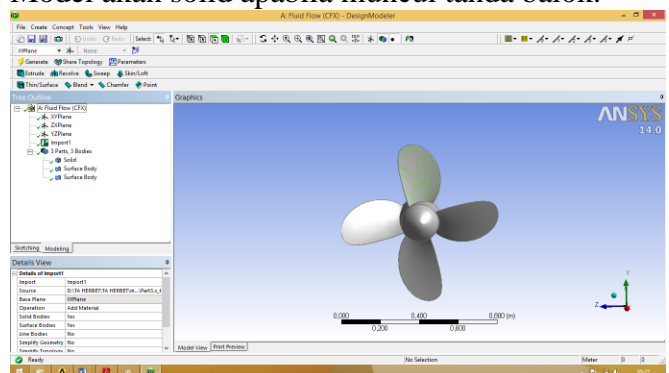 Model akan solid apabila muncul tanda balok.
A: Fluid Flow (CFX) - DesignModeler
File Create Concept Tools View Help
Undo Redo Select:
XYPlane None
Generate Share Topology Parameters
Extrude Revolve Sweep Skin/Loft
Thin/Surface Blend Chamfer Point
Tree Outline
A: Fluid Flow (CFX)
XYPlane
ZXPlane
YZPlane
Import1
3 Parts, 3 Bodies
Solid
Surface Body
Surface Body
Sketching Modeling
Details View
Details of Import1
Import Import1
Base Plane XYPlane
Operation Add Material
Solid Bodies Yes
Surface Bodies Yes
Line Bodies No
Simplify Geometry No
Simplify Topology No
Graphics
ANSYS
14.0
Y
Z
0,000 0,400 0,800 (m)
0,200 0,600
Model View Print Preview
Ready No Selection Meter 0 0